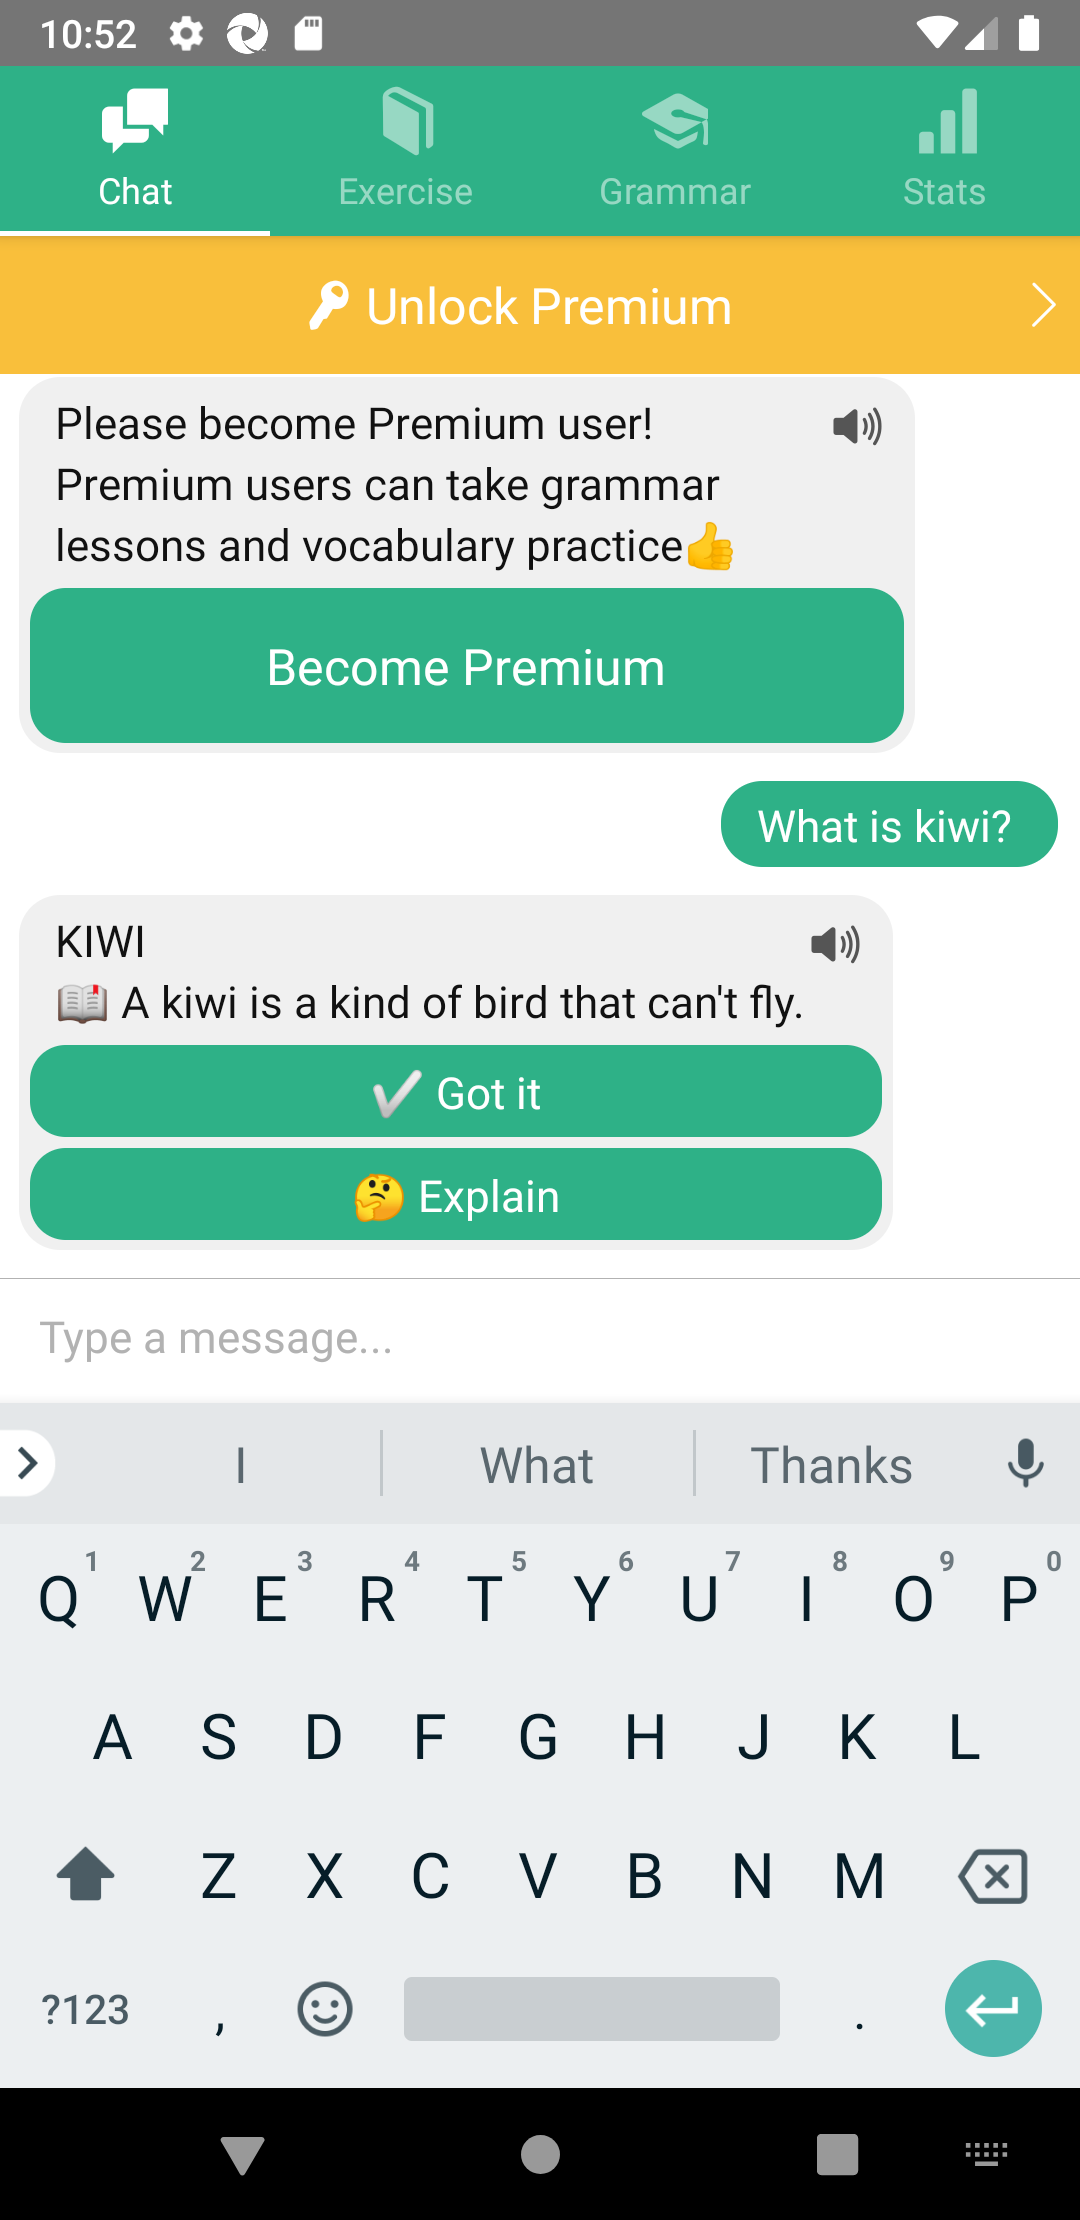 10:52
Chat
Exercise
Grammar
Stats
Unlock Premium
Please become Premium user!
Premium users can take grammar
lessons and vocabulary practice👍
Become Premium
What is kiwi?
KIWI
📖 A kiwi is a kind of bird that can't fly.
✔️ Got it
🤔 Explain
Type a message...
I
What
Thanks
Q 1 W 2 E 3 R 4 T 5 Y 6 U 7 I 8 O 9 P 0
A S D F G H J K L
Z X C V B N M
?123 , .